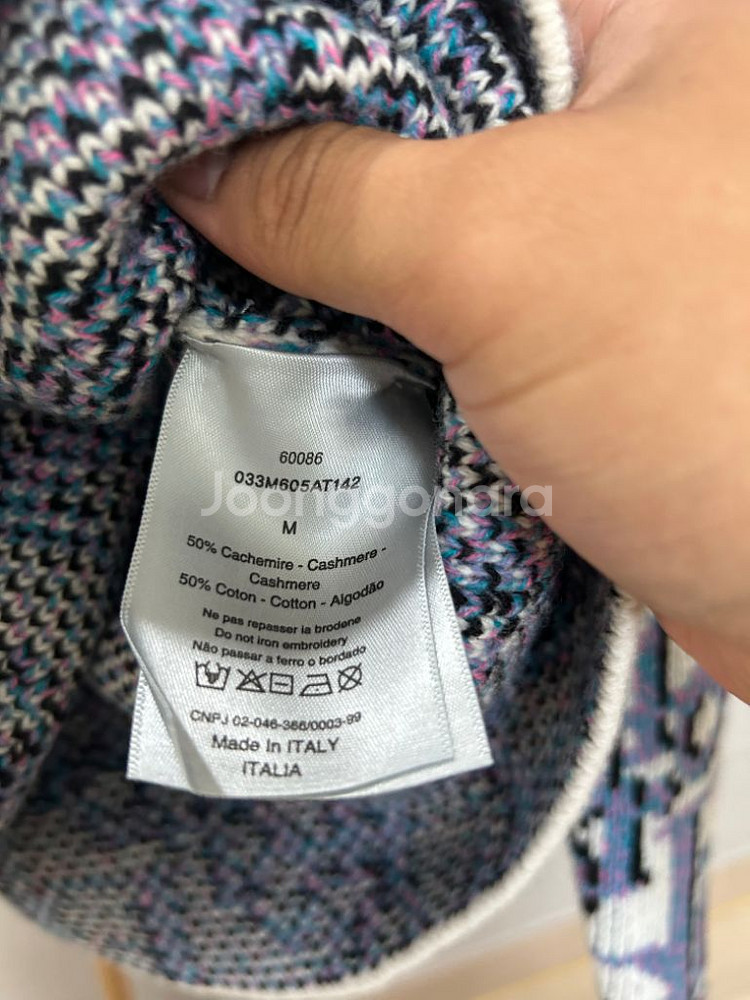 60086
033M605AT142
Joonggonara
M
50% Cachemire - Cashmere -
Cashmere
50% Coton - Cotton - Algodão
Ne pas repasser la broderie
Do not iron embroidery
Não passar a ferro o bordado
CNPJ 02-046-366/0003-99
Made In ITALY
ITALIA